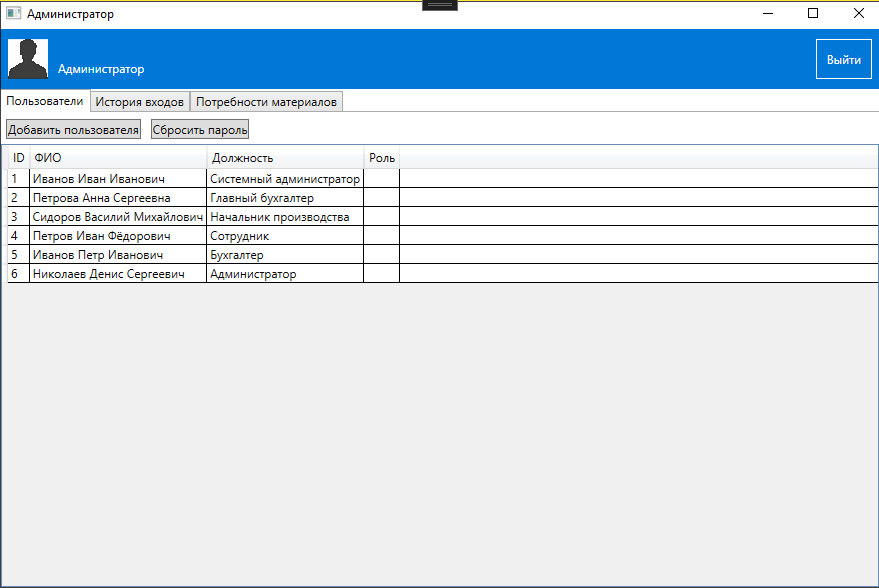 Администратор
Администратор
Выйти
Пользователи История входов Потребности материалов
Добавить пользователя Сбросить пароль
ID ФИО Должность Роль
1 Иванов Иван Иванович Системный администратор
2 Петрова Анна Сергеевна Главный бухгалтер
3 Сидоров Василий Михайлович Начальник производства
4 Петров Иван Фёдорович Сотрудник
5 Иванов Петр Иванович Бухгалтер
6 Николаев Денис Сергеевич Администратор